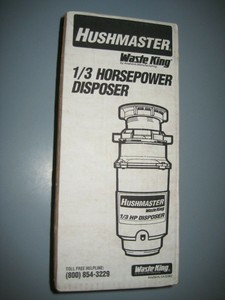 HUSHMASTER
Waste King
1/3 HORSEPOWER
DISPOSER
HUSHMASTER
Waste King
1/3 HP DISPOSER
TOLL FREE HELPLINE:
(800) 854-3229
Waste King